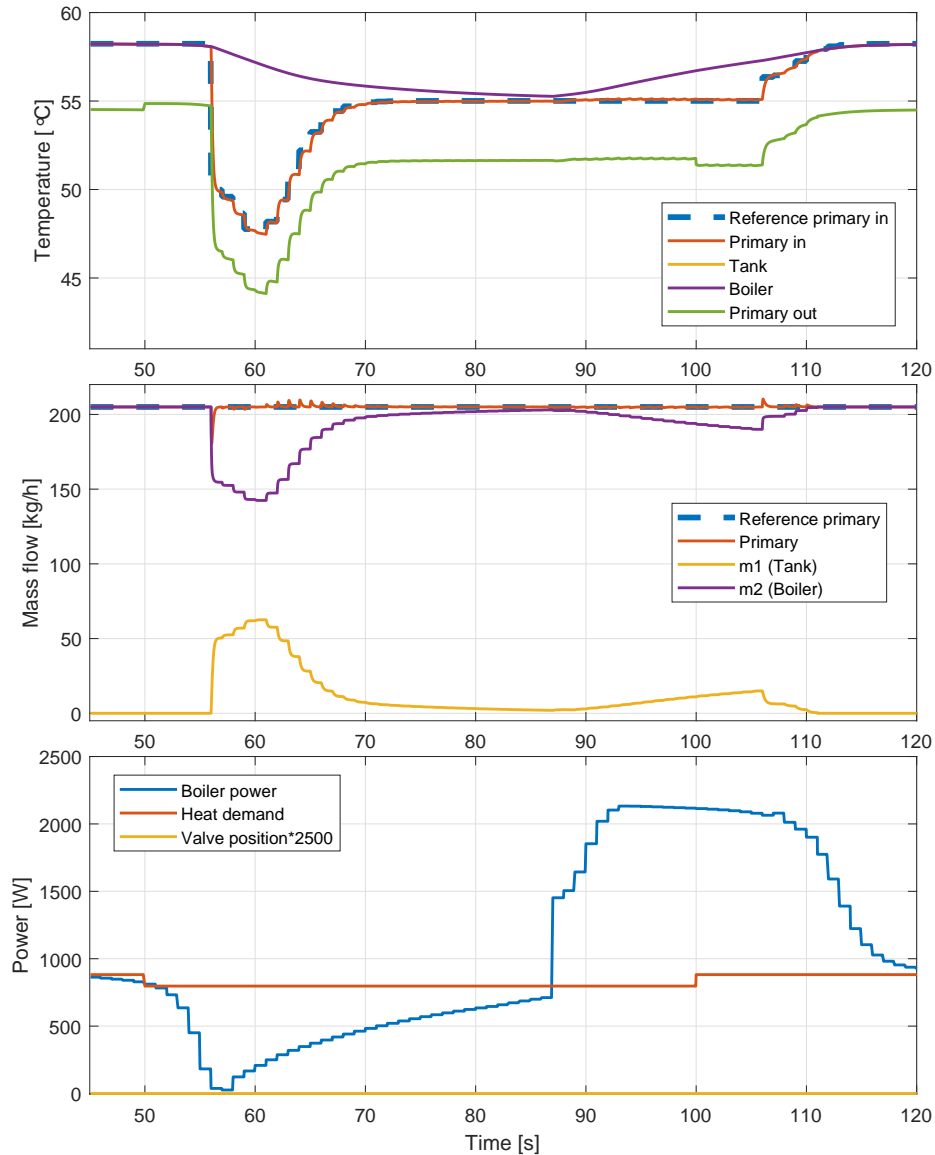 60
55
50
45
Temperature [ °C]
Reference primary in
Primary in
Tank
Boiler
Primary out
50 60 70 80 90 100 110 120
200
150
100
50
0
Mass flow [kg/h]
Reference primary
Primary
m1 (Tank)
m2 (Boiler)
50 60 70 80 90 100 110 120
2500
2000
1500
1000
500
0
Power [W]
Boiler power
Heat demand
Valve position*2500
50 60 70 80 90 100 110 120
Time [s]